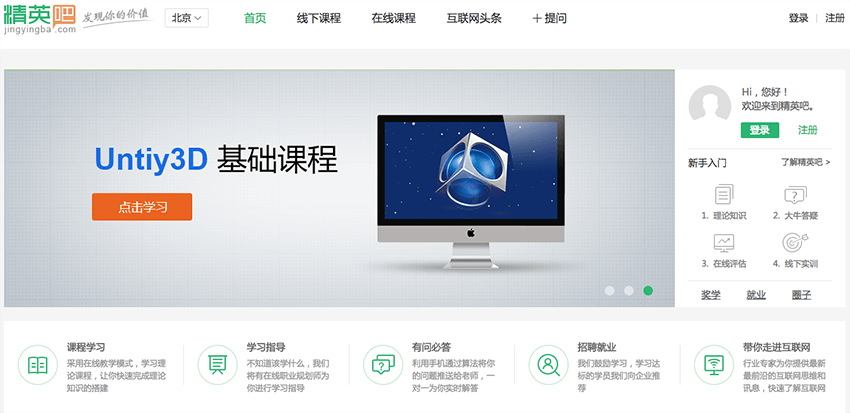 精英吧
jingyingba .com
发现你的价值
北京
首页
线下课程
在线课程
互联网头条
+ 提问
登录 | 注册
Untiy3D 基础课程
点击学习
Hi，您好！
欢迎来到精英吧。
登录
注册
新手入门
了解精英吧 >
1. 理论知识
2. 大牛答疑
3. 在线评估
4. 线下实训
奖学
就业
圈子
课程学习
采用在线教学模式，学习理
论课程，让你快速完成理论
知识的搭建
学习指导
不知道该学什么，我们
将有在线职业规划师为
你进行学习指导
有问必答
利用手机通过算法将你
的问题推送给老师，一
对一为你实时解答
招聘就业
我们鼓励学习，学习达
标的学员我们向企业推
荐
带你走进互联网
行业专家为你提供最新
最前沿的互联网思维和
讯息，快速了解互联网